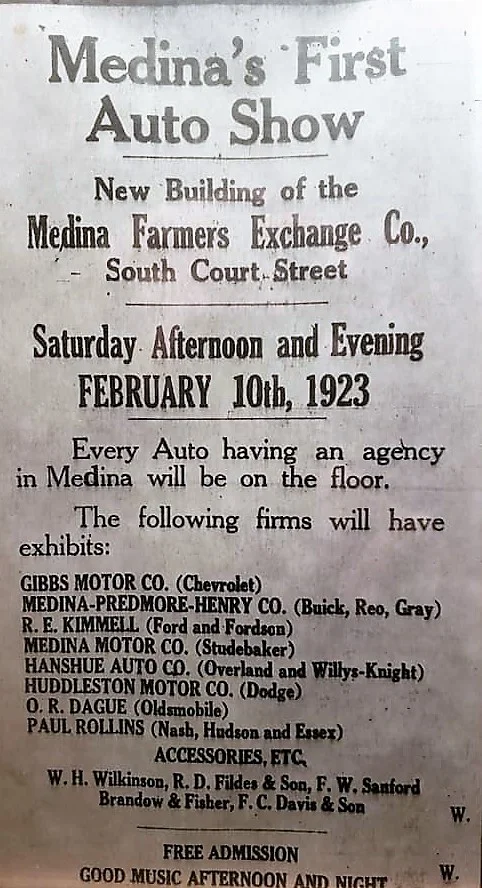 Medina's First
Auto Show
New Building of the
Medina Farmers Exchange Co.,
South Court Street
Saturday Afternoon and Evening
FEBRUARY 10th, 1923
Every Auto having an agency
in Medina will be on the floor.
The following firms will have
exhibits:
GIBBS MOTOR CO. (Chevrolet)
MEDINA-PREDMORE-HENRY CO. (Buick, Reo, Gray)
R. E. KIMMELL (Ford and Fordson)
MEDINA MOTOR CO. (Studebaker)
HANSHUE AUTO CO. (Overland and Willys-Knight)
HUDDLESTON MOTOR CO. (Dodge)
O. R. DAGUE (Oldsmobile)
PAUL ROLLINS (Nash, Hudson and Essex)
ACCESSORIES, ETC,
W. H. Wilkinson, R. D. Fildes & Son, F. W. Sanford
Brandow & Fisher, F. C. Davis & Son
W.
FREE ADMISSION
GOOD MUSIC AFTERNOON AND NIGHT
W.